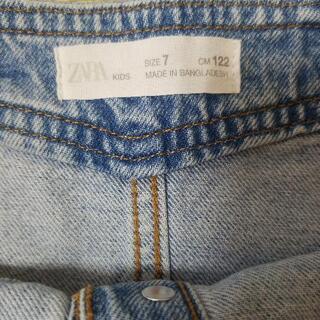 ZARA KIDS
SIZE 7 CM 122
MADE IN BANGLADESH